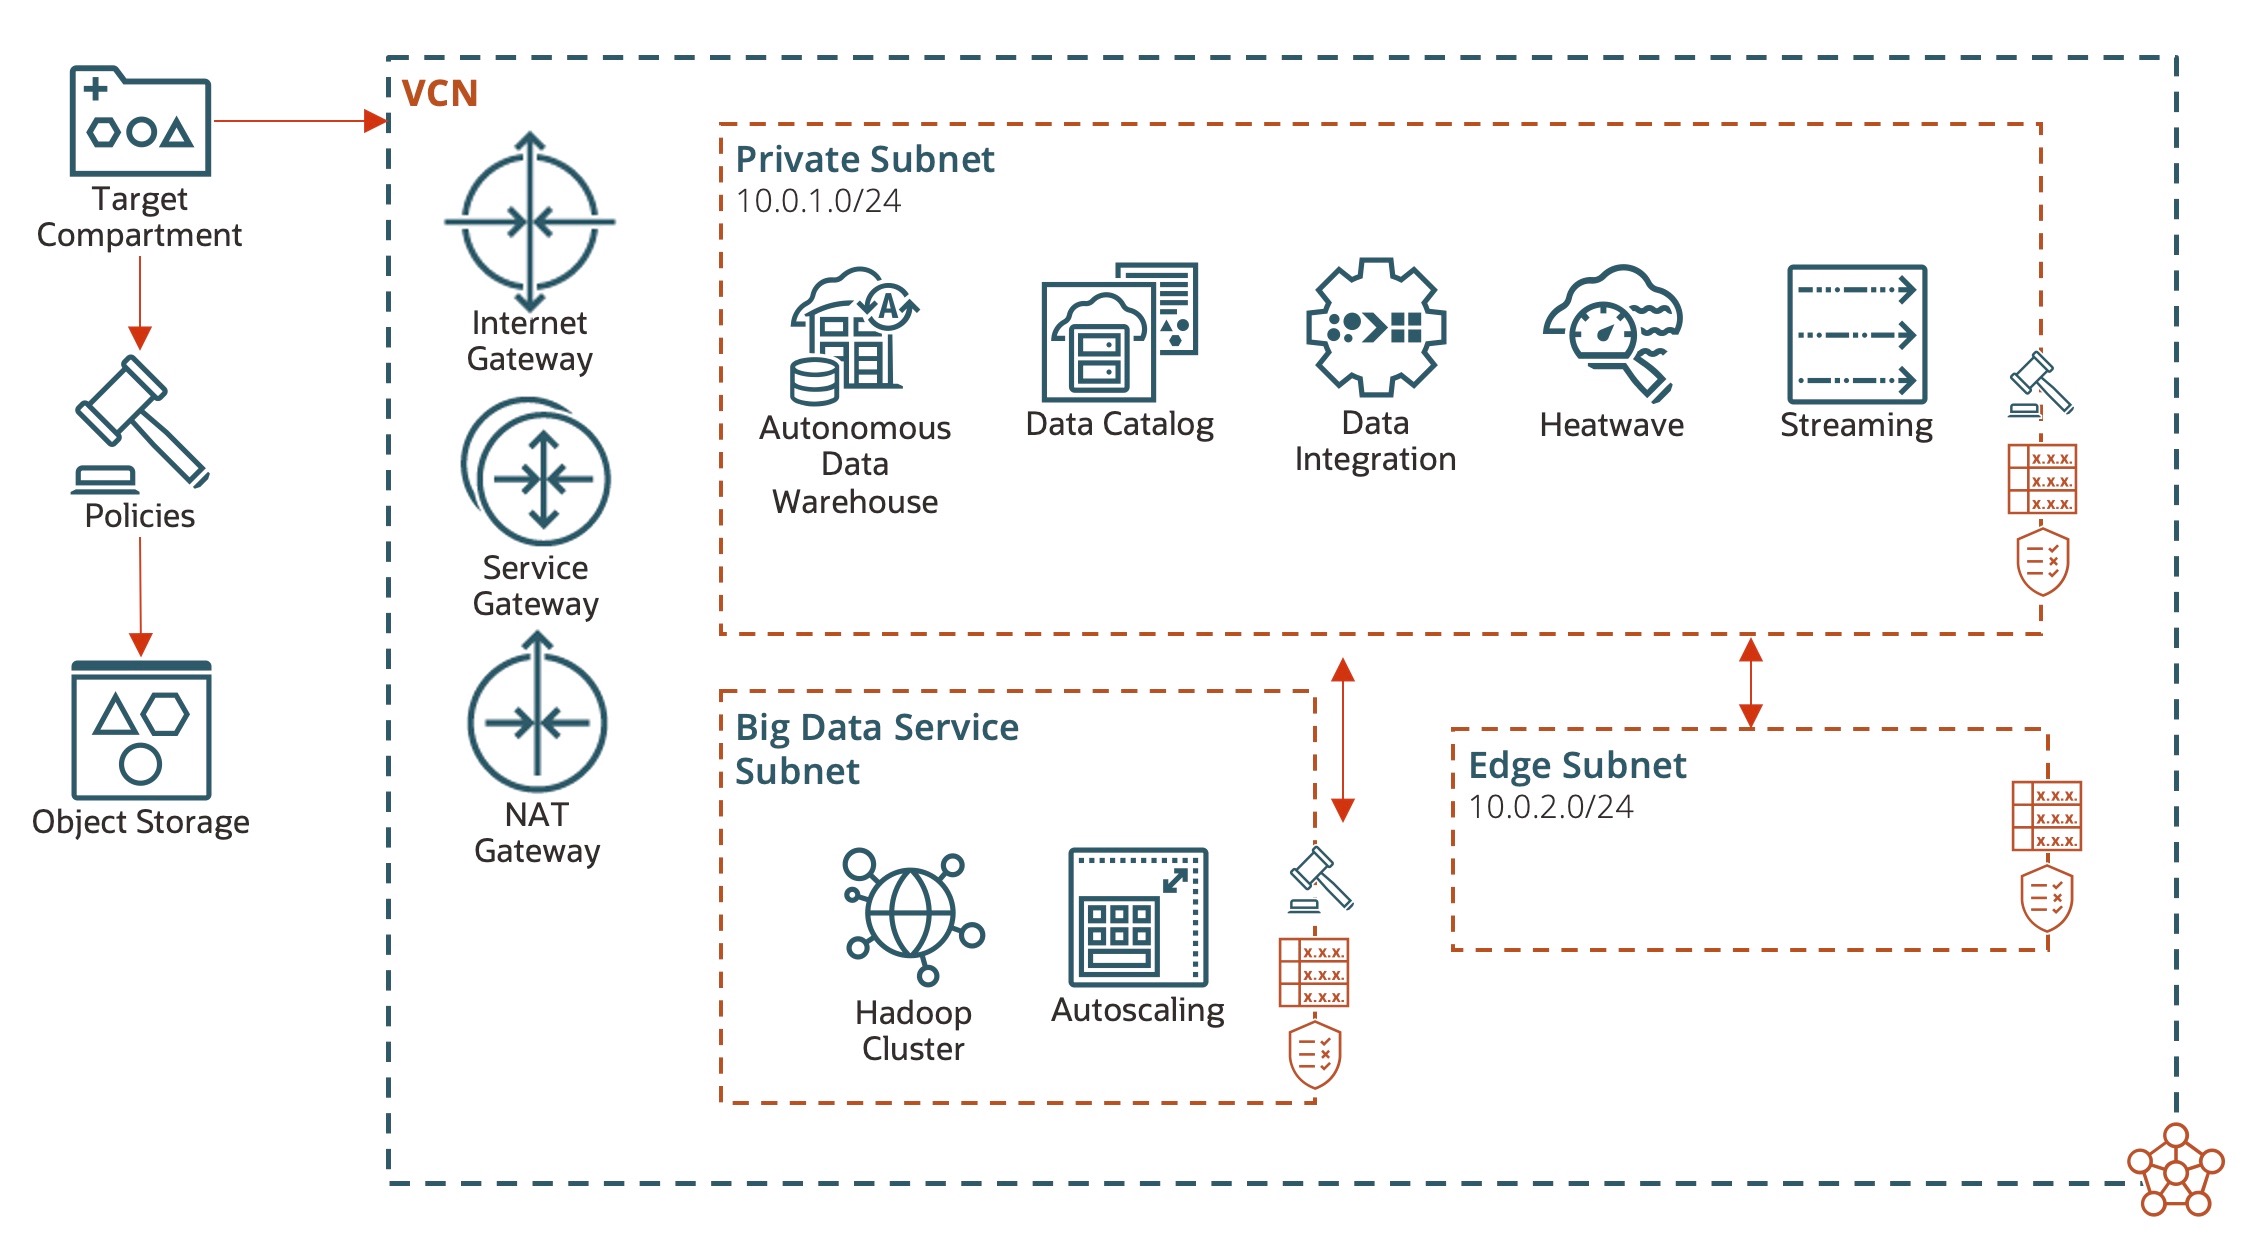 Target
Compartment
Policies
Object Storage
VCN
Internet
Gateway
Service
Gateway
NAT
Gateway
Private Subnet
10.0.1.0/24
A
Autonomous
Data
Warehouse
Data Catalog
Data
Integration
Heatwave
Streaming
x.x.x.
x.x.x.
x.x.x.
Big Data Service
Subnet
Hadoop
Cluster
Autoscaling
x.x.x.
x.x.x.
x.x.x.
Edge Subnet
10.0.2.0/24
x.x.x.
x.x.x.
x.x.x.